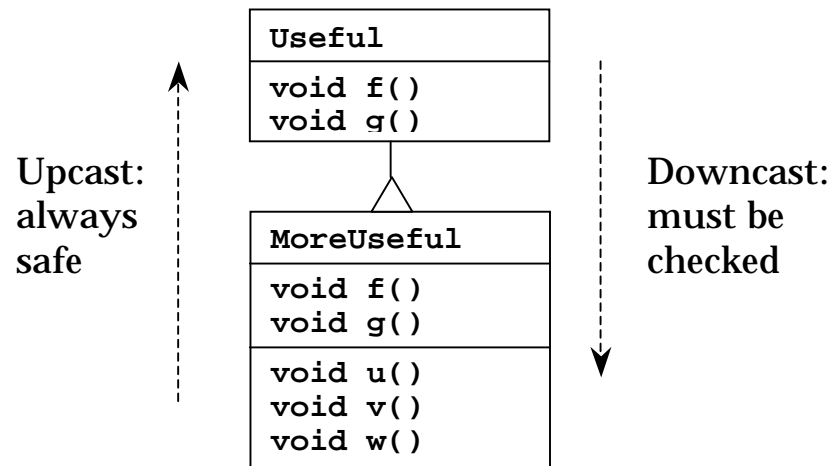 Useful
void f()
void g()
Upcast:
always
safe
Downcast:
must be
checked
MoreUseful
void f()
void g()
void u()
void v()
void w()